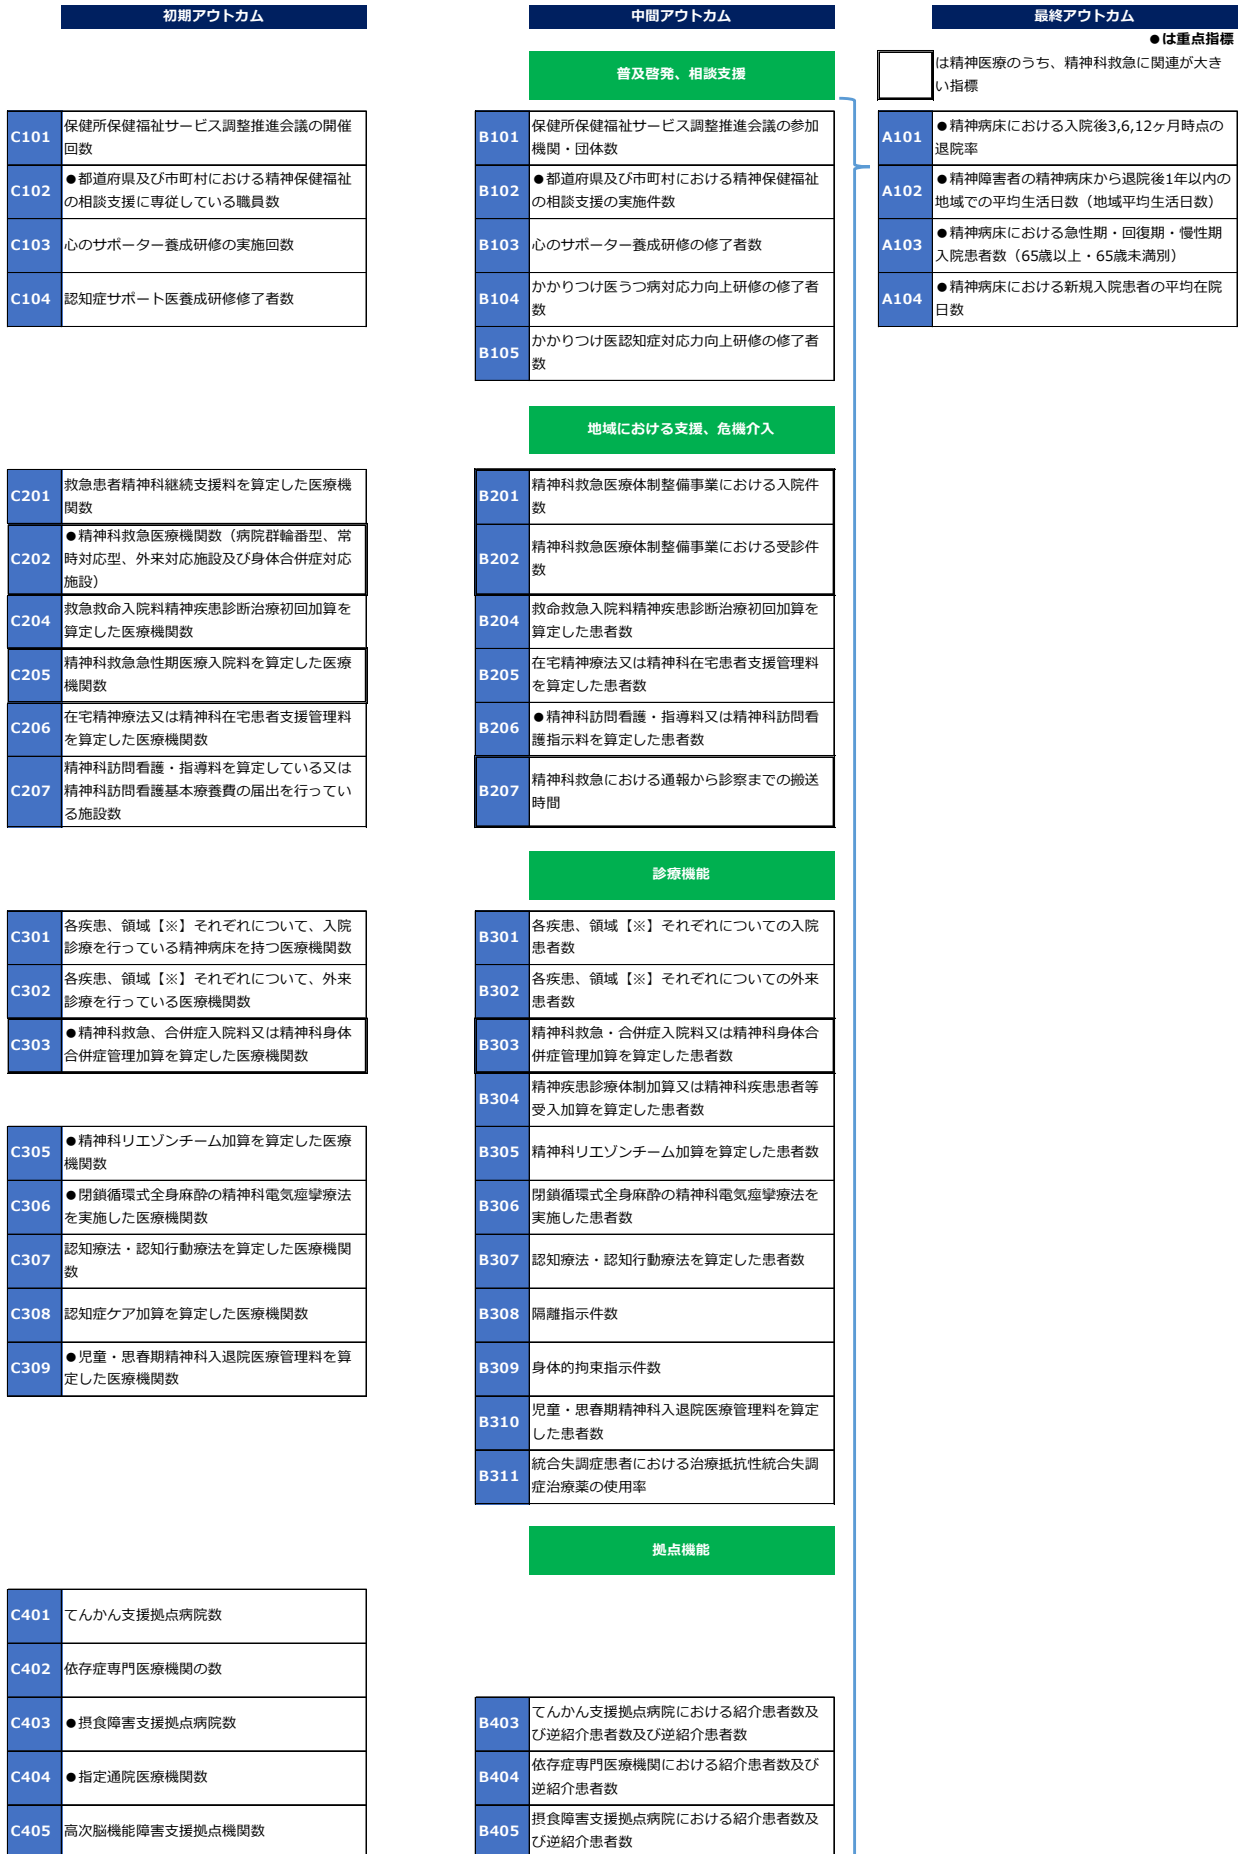 初期アウトカム
中間アウトカム
最終アウトカム
●は重点指標
普及啓発、相談支援
は精神医療のうち、精神科救急に関連が大き
い指標
C101
保健所保健福祉サービス調整推進会議の開催
回数
B101
保健所保健福祉サービス調整推進会議の参加
機関・団体数
A101
●精神病床における入院後3,6,12ヶ月時点の
退院率
C102
●都道府県及び市町村における精神保健福祉
の相談支援に専従している職員数
B102
●都道府県及び市町村における精神保健福祉
の相談支援の実施件数
A102
●精神障害者の精神病床から退院後1年以内の
地域での平均生活日数（地域平均生活日数）
C103
心のサポーター養成研修の実施回数
B103
心のサポーター養成研修の修了者数
A103
●精神病床における急性期・回復期・慢性期
入院患者数（65歳以上・65歳未満別）
C104
認知症サポート医養成研修修了者数
B104
かかりつけ医うつ病対応力向上研修の修了者
数
A104
●精神病床における新規入院患者の平均在院
日数
B105
かかりつけ医認知症対応力向上研修の修了者
数
地域における支援、危機介入
C201
救急患者精神科継続支援料を算定した医療機
関数
B201
精神科救急医療体制整備事業における入院件
数
C202
●精神科救急医療機関数（病院群輪番型、常
時対応型、外来対応施設及び身体合併症対応
施設）
B202
精神科救急医療体制整備事業における受診件
数
C204
救急救命入院料精神疾患診断治療初回加算を
算定した医療機関数
B204
救命救急入院料精神疾患診断治療初回加算を
算定した患者数
C205
精神科救急急性期医療入院料を算定した医療
機関数
B205
在宅精神療法又は精神科在宅患者支援管理料
を算定した患者数
C206
在宅精神療法又は精神科在宅患者支援管理料
を算定した医療機関数
B206
●精神科訪問看護・指導料又は精神科訪問看
護指示料を算定した患者数
C207
精神科訪問看護・指導料を算定している又は
精神科訪問看護基本療養費の届出を行ってい
る施設数
B207
精神科救急における通報から診察までの搬送
時間
診療機能
C301
各疾患、領域【※】それぞれについて、入院
診療を行っている精神病床を持つ医療機関数
B301
各疾患、領域【※】それぞれについての入院
患者数
C302
各疾患、領域【※】それぞれについて、外来
診療を行っている医療機関数
B302
各疾患、領域【※】それぞれについての外来
患者数
C303
●精神科救急、合併症入院料又は精神科身体
合併症管理加算を算定した医療機関数
B303
精神科救急・合併症入院料又は精神科身体合
併症管理加算を算定した患者数
B304
精神疾患診療体制加算又は精神科疾患患者等
受入加算を算定した患者数
C305
●精神科リエゾンチーム加算を算定した医療
機関数
B305
精神科リエゾンチーム加算を算定した患者数
C306
●閉鎖循環式全身麻酔の精神科電気痙攣療法
を実施した医療機関数
B306
閉鎖循環式全身麻酔の精神科電気痙攣療法を
実施した患者数
C307
認知療法・認知行動療法を算定した医療機関
数
B307
認知療法・認知行動療法を算定した患者数
C308
認知症ケア加算を算定した医療機関数
B308
隔離指示件数
C309
●児童・思春期精神科入退院医療管理料を算
定した医療機関数
B309
身体的拘束指示件数
B310
児童・思春期精神科入退院医療管理料を算定
した患者数
B311
統合失調症患者における治療抵抗性統合失調
症治療薬の使用率
拠点機能
C401
てんかん支援拠点病院数
C402
依存症専門医療機関の数
C403
●摂食障害支援拠点病院数
B403
てんかん支援拠点病院における紹介患者数及
び逆紹介患者数及び逆紹介患者数
C404
●指定通院医療機関数
B404
依存症専門医療機関における紹介患者数及び
逆紹介患者数
C405
高次脳機能障害支援拠点機関数
B405
摂食障害支援拠点病院における紹介患者数及
び逆紹介患者数